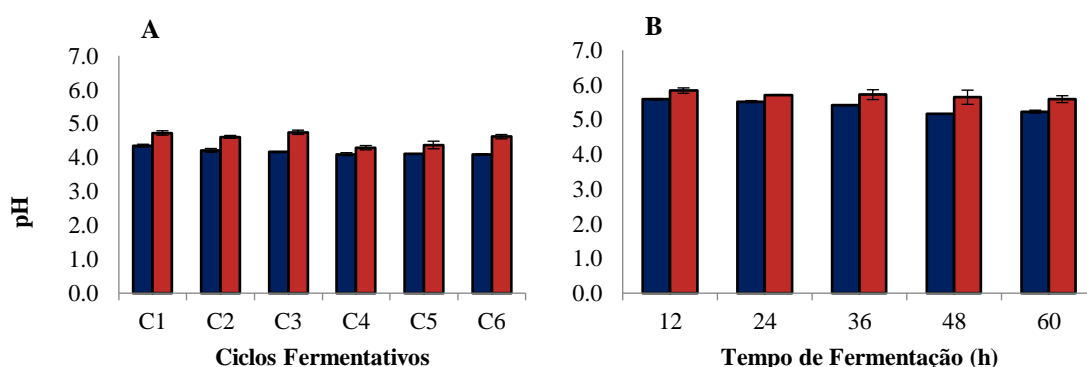 A
7.0
6.0
5.0
4.0
3.0
2.0
1.0
0.0
pH
C1 C2 C3 C4 C5 C6
Ciclos Fermentativos
B
7.0
6.0
5.0
4.0
3.0
2.0
1.0
0.0
12 24 36 48 60
Tempo de Fermentação (h)